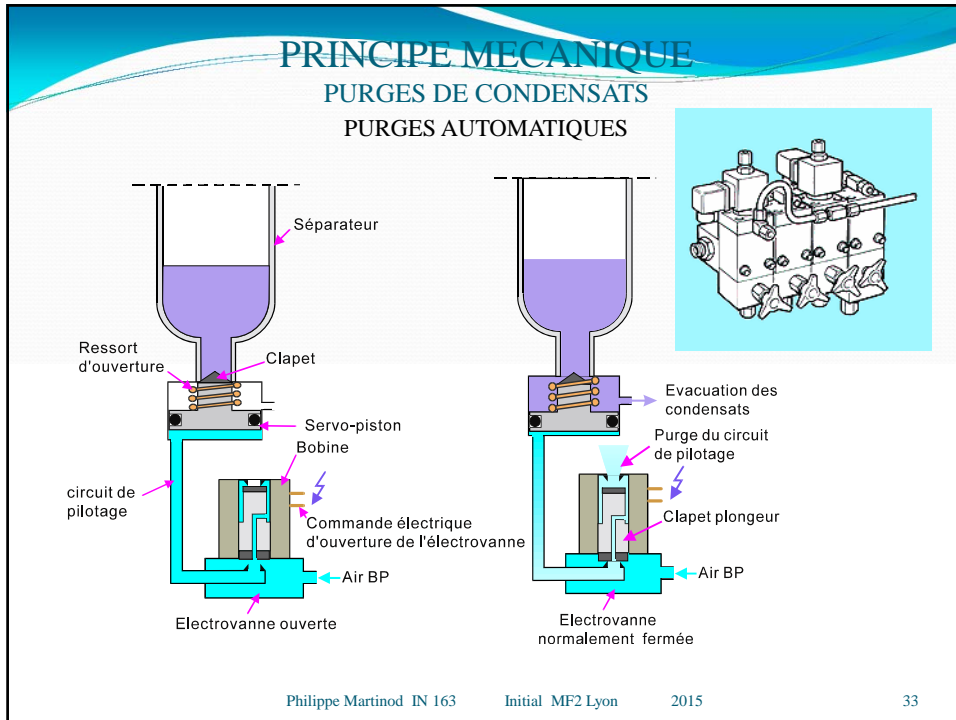 PRINCIPE MECANIQUE
PURGES DE CONDENSATS
PURGES AUTOMATIQUES
Séparateur
Ressort
d'ouverture
Clapet
Servo-piston
Bobine
circuit de
pilotage
Commande électrique
d'ouverture de l'électrovanne
Air BP
Electrovanne ouverte
Evacuation des
condensats
Purge du circuit
de pilotage
Clapet plongeur
Air BP
Electrovanne
normalement fermée
Philippe Martinod IN 163 Initial MF2 Lyon 2015 33